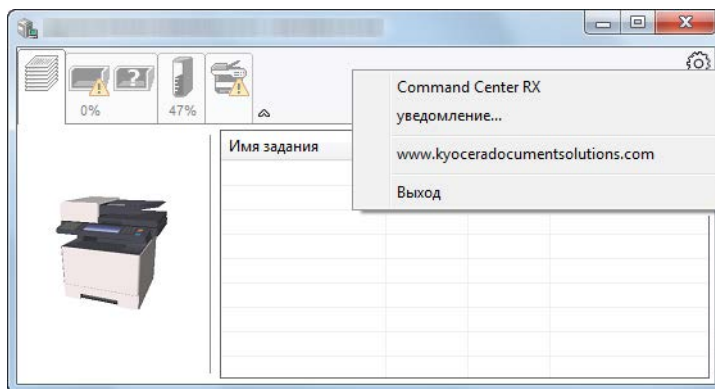 0%
47%
Command Center RX
уведомление...
www.kyoceradocumentsolutions.com
Выход
Имя задания